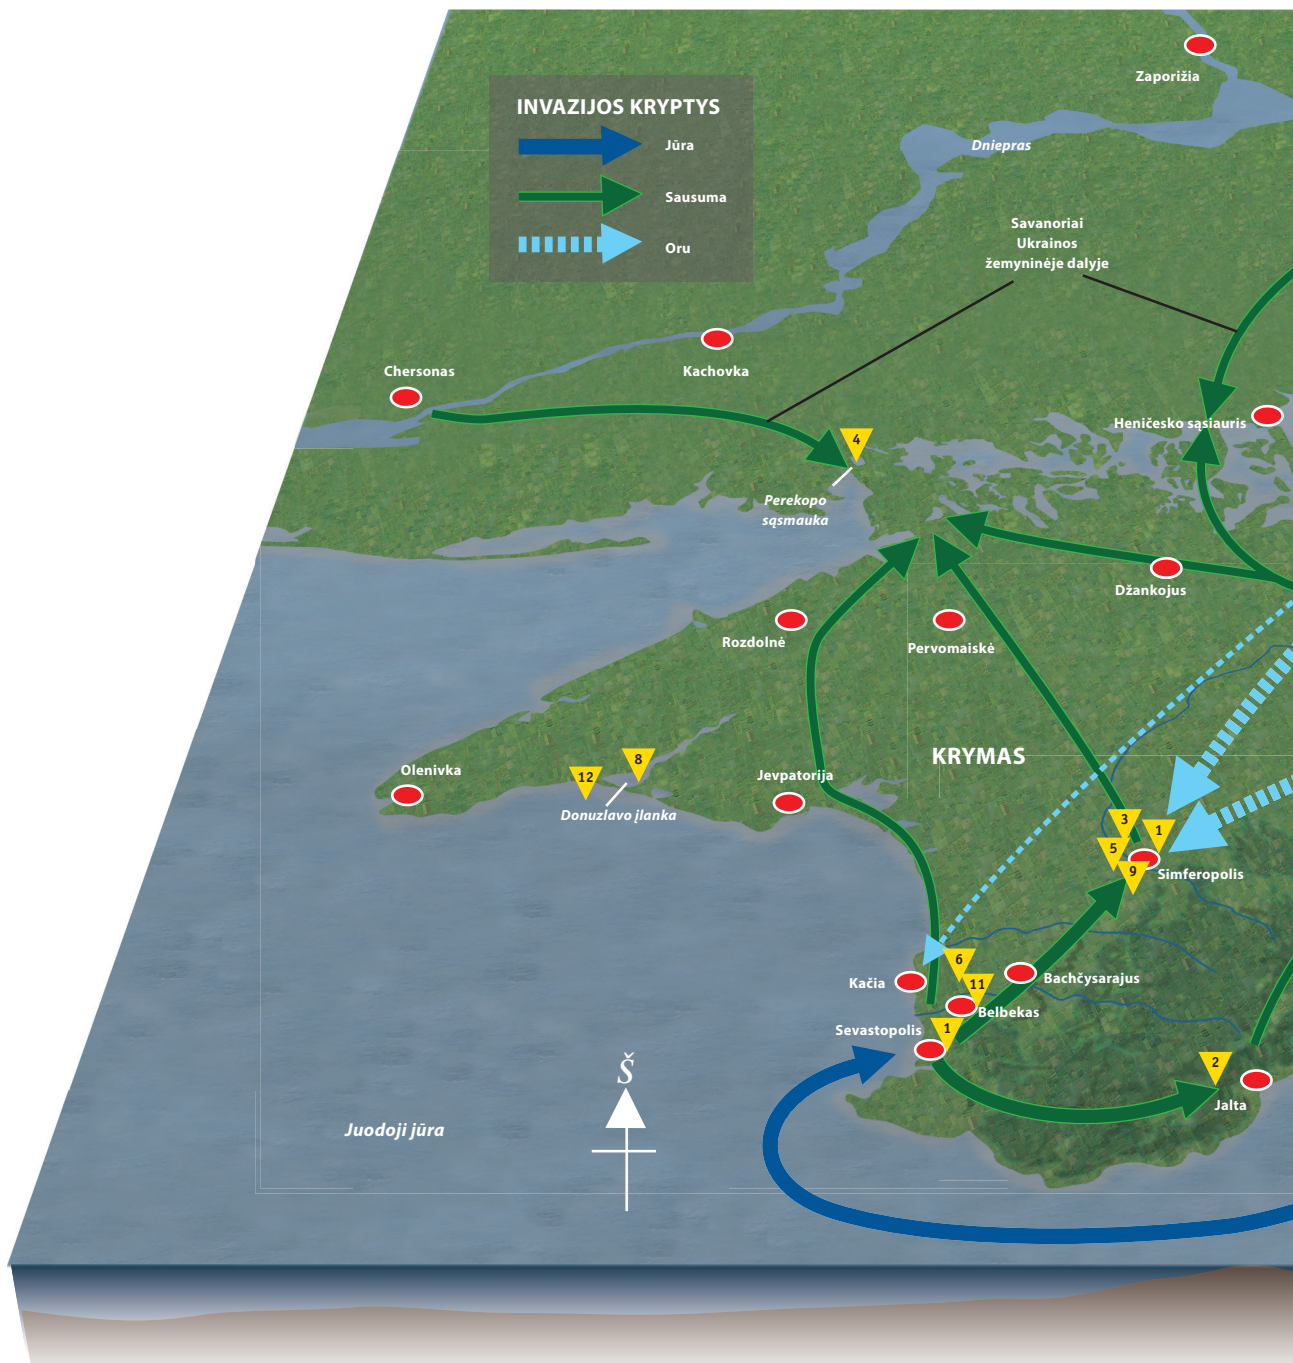 Zaporižia
INVAZIJOS KRYPTYS
Jūra
Sausuma
Oru
Dniepras
Savanoriai
Ukrainos
žemyninėje dalyje
Chersonas
Kachovka
Heničesko sąsiauris
4
Perekopo
sąsmauka
Džankojus
Rozdolnė
Pervomaiskė
KRYMAS
Olenivka
12
8
Donuzlavo įlanka
Jevpatorija
3
1
5
9
Simferopolis
6
11
Kačia
Bachčysarajus
Belbekas
Sevastopolis
1
2
Jalta
Š
Juodoji jūra